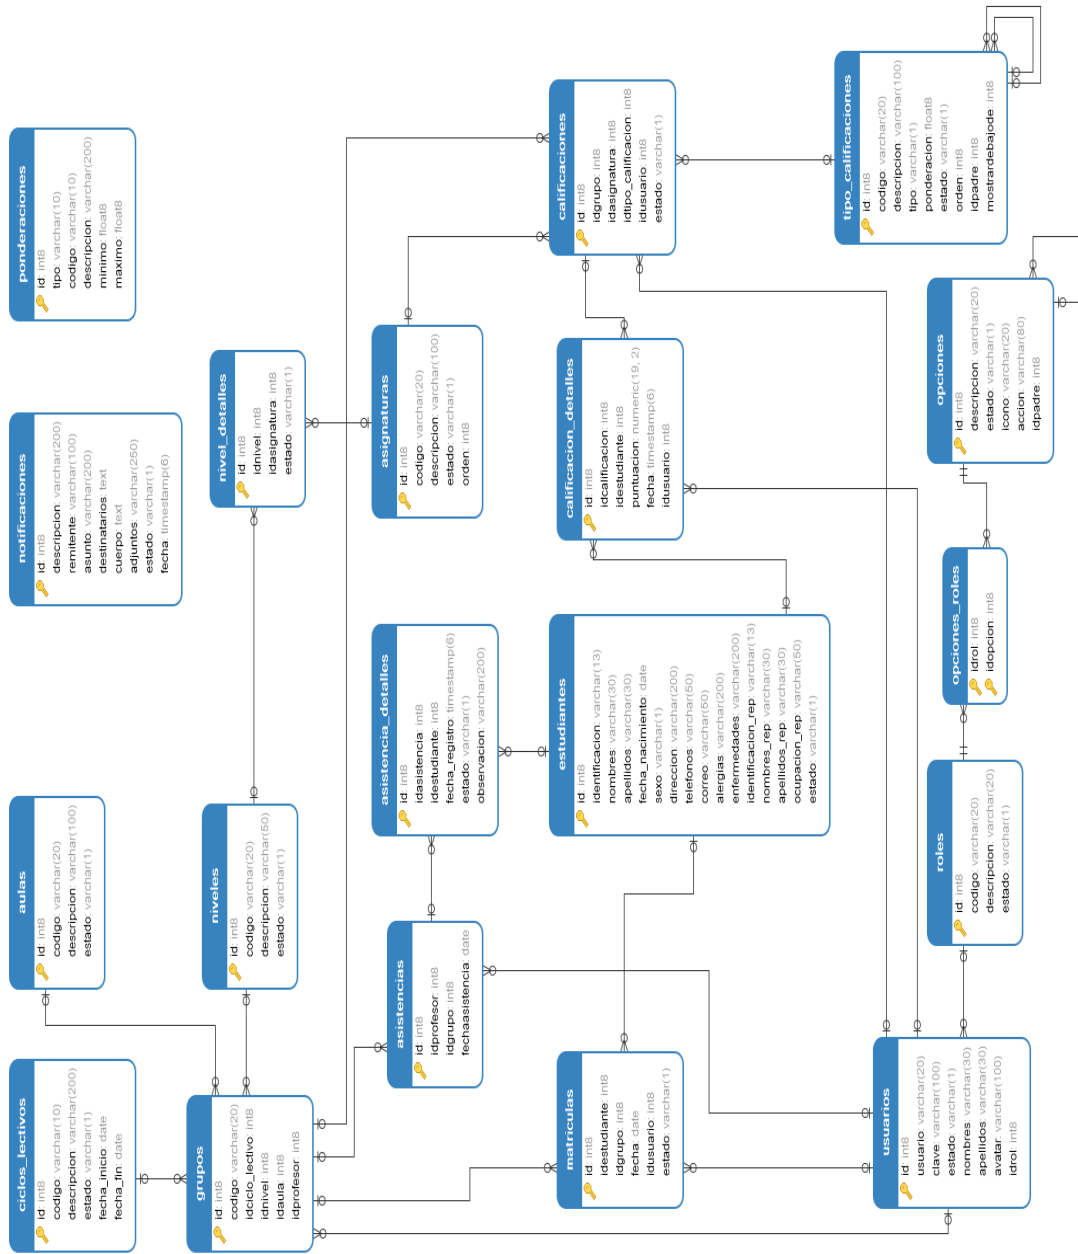 ciclos_lectivos
id: int8
codigo: varchar(10)
descripcion: varchar(200)
estado: varchar(1)
fecha_inicio: date
fecha_fin: date
aulas
id: int8
codigo: varchar(20)
descripcion: varchar(100)
estado: varchar(1)
notificaciones
id: int8
descripcion: varchar(200)
remitente: varchar(100)
asunto: varchar(200)
destinatarios: text
cuerpo: text
adjuntos: varchar(250)
estado: varchar(1)
fecha: timestamp(6)
ponderaciones
id: int8
tipo: varchar(10)
codigo: varchar(10)
descripcion: varchar(200)
minimo: float8
maximo: float8
grupos
id: int8
codigo: varchar(20)
idciclo_lectivo: int8
idnivel: int8
idaula: int8
idprofesor: int8
niveles
id: int8
codigo: varchar(20)
descripcion: varchar(50)
estado: varchar(1)
nivel_detalles
id: int8
idnivel: int8
idasignatura: int8
estado: varchar(1)
asistencias
id: int8
idprofesor: int8
idgrupo: int8
fechaasistencia: date
asistencia_detalles
id: int8
idasistencia: int8
idestudiante: int8
fecha_registro: timestamp(6)
estado: varchar(1)
observacion: varchar(200)
asignaturas
id: int8
codigo: varchar(20)
descripcion: varchar(100)
estado: varchar(1)
orden: int8
matriculas
id: int8
idestudiante: int8
idgrupo: int8
fecha: date
idusuario: int8
estado: varchar(1)
estudiantes
id: int8
identificacion: varchar(13)
nombres: varchar(30)
apellidos: varchar(30)
fecha_nacimiento: date
sexo: varchar(1)
direccion: varchar(200)
telefonos: varchar(50)
correo: varchar(50)
alergias: varchar(200)
enfermedades: varchar(200)
identificacion_rep: varchar(13)
nombres_rep: varchar(30)
apellidos_rep: varchar(30)
ocupacion_rep: varchar(50)
estado: varchar(1)
calificacion_detalles
id: int8
idcalificacion: int8
idestudiante: int8
puntuacion: numeric(19, 2)
fecha: timestamp(6)
idusuario: int8
calificaciones
id: int8
idgrupo: int8
idasignatura: int8
idtipo_calificacion: int8
idusuario: int8
estado: varchar(1)
tipo_calificaciones
id: int8
codigo: varchar(20)
descripcion: varchar(100)
tipo: varchar(1)
ponderacion: float8
estado: varchar(1)
orden: int8
idpadre: int8
mostrardebajode: int8
usuarios
id: int8
usuario: varchar(20)
clave: varchar(100)
estado: varchar(1)
nombres: varchar(30)
apellidos: varchar(30)
avatar: varchar(100)
idrol: int8
roles
id: int8
codigo: varchar(20)
descripcion: varchar(20)
estado: varchar(1)
opciones_roles
idrol: int8
idopcion: int8
opciones
id: int8
descripcion: varchar(20)
estado: varchar(1)
icono: varchar(20)
accion: varchar(80)
idpadre: int8